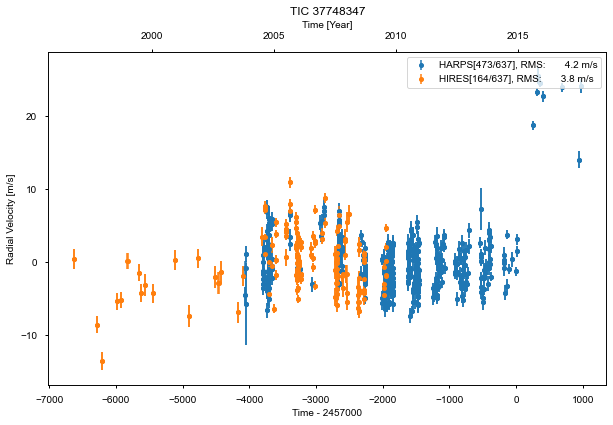 TIC 37748347
Time [Year]
2000 2005 2010 2015
HARPS[473/637], RMS: 4.2 m/s
HIRES[164/637], RMS: 3.8 m/s
Radial Velocity [m/s]
20
10
0
−10
−7000 −6000 −5000 −4000 −3000 −2000 −1000 0 1000
Time - 2457000